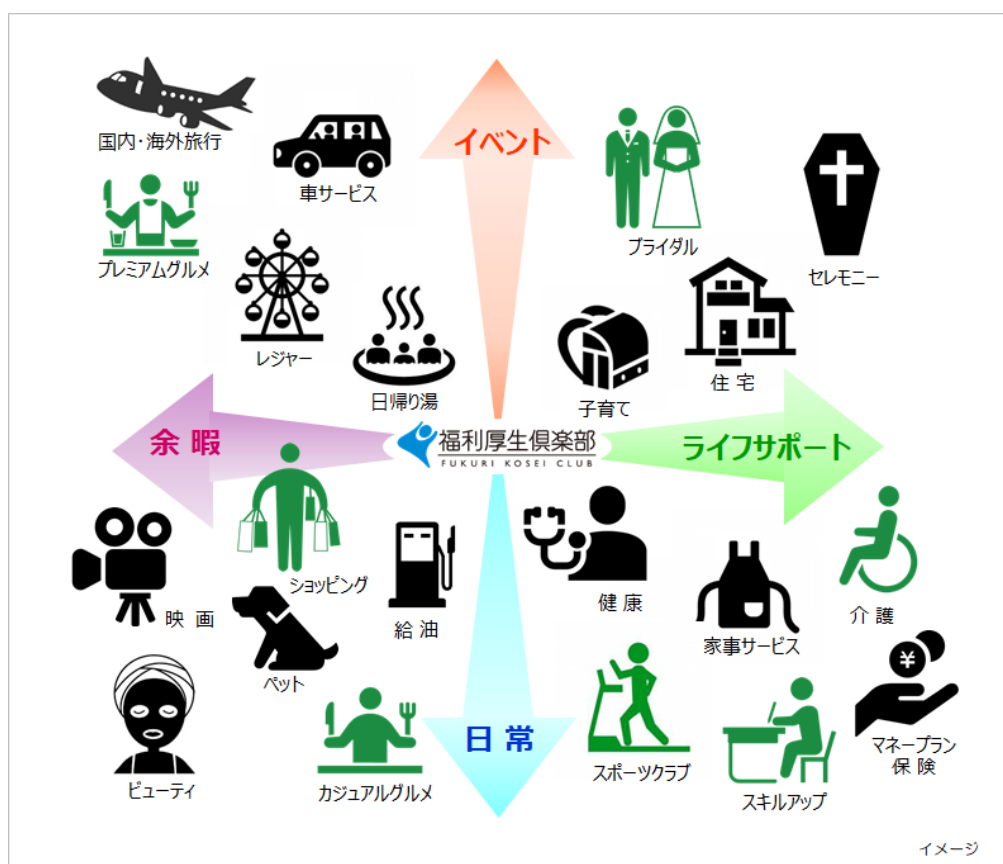 イベント
国内・海外旅行
車サービス
ブライダル
セレモニー
プレミアムグルメ
レジャー
日帰り湯
子育て
住 宅
余 暇
福利厚生倶楽部
FUKURI KOSEI CLUB
ライフサポート
ショッピング
映 画
給 油
健 康
家事サービス
介 護
ペット
ビューティ
カジュアルグルメ
日 常
スポーツクラブ
スキルアップ
¥
マネープラン
保 険
イメージ